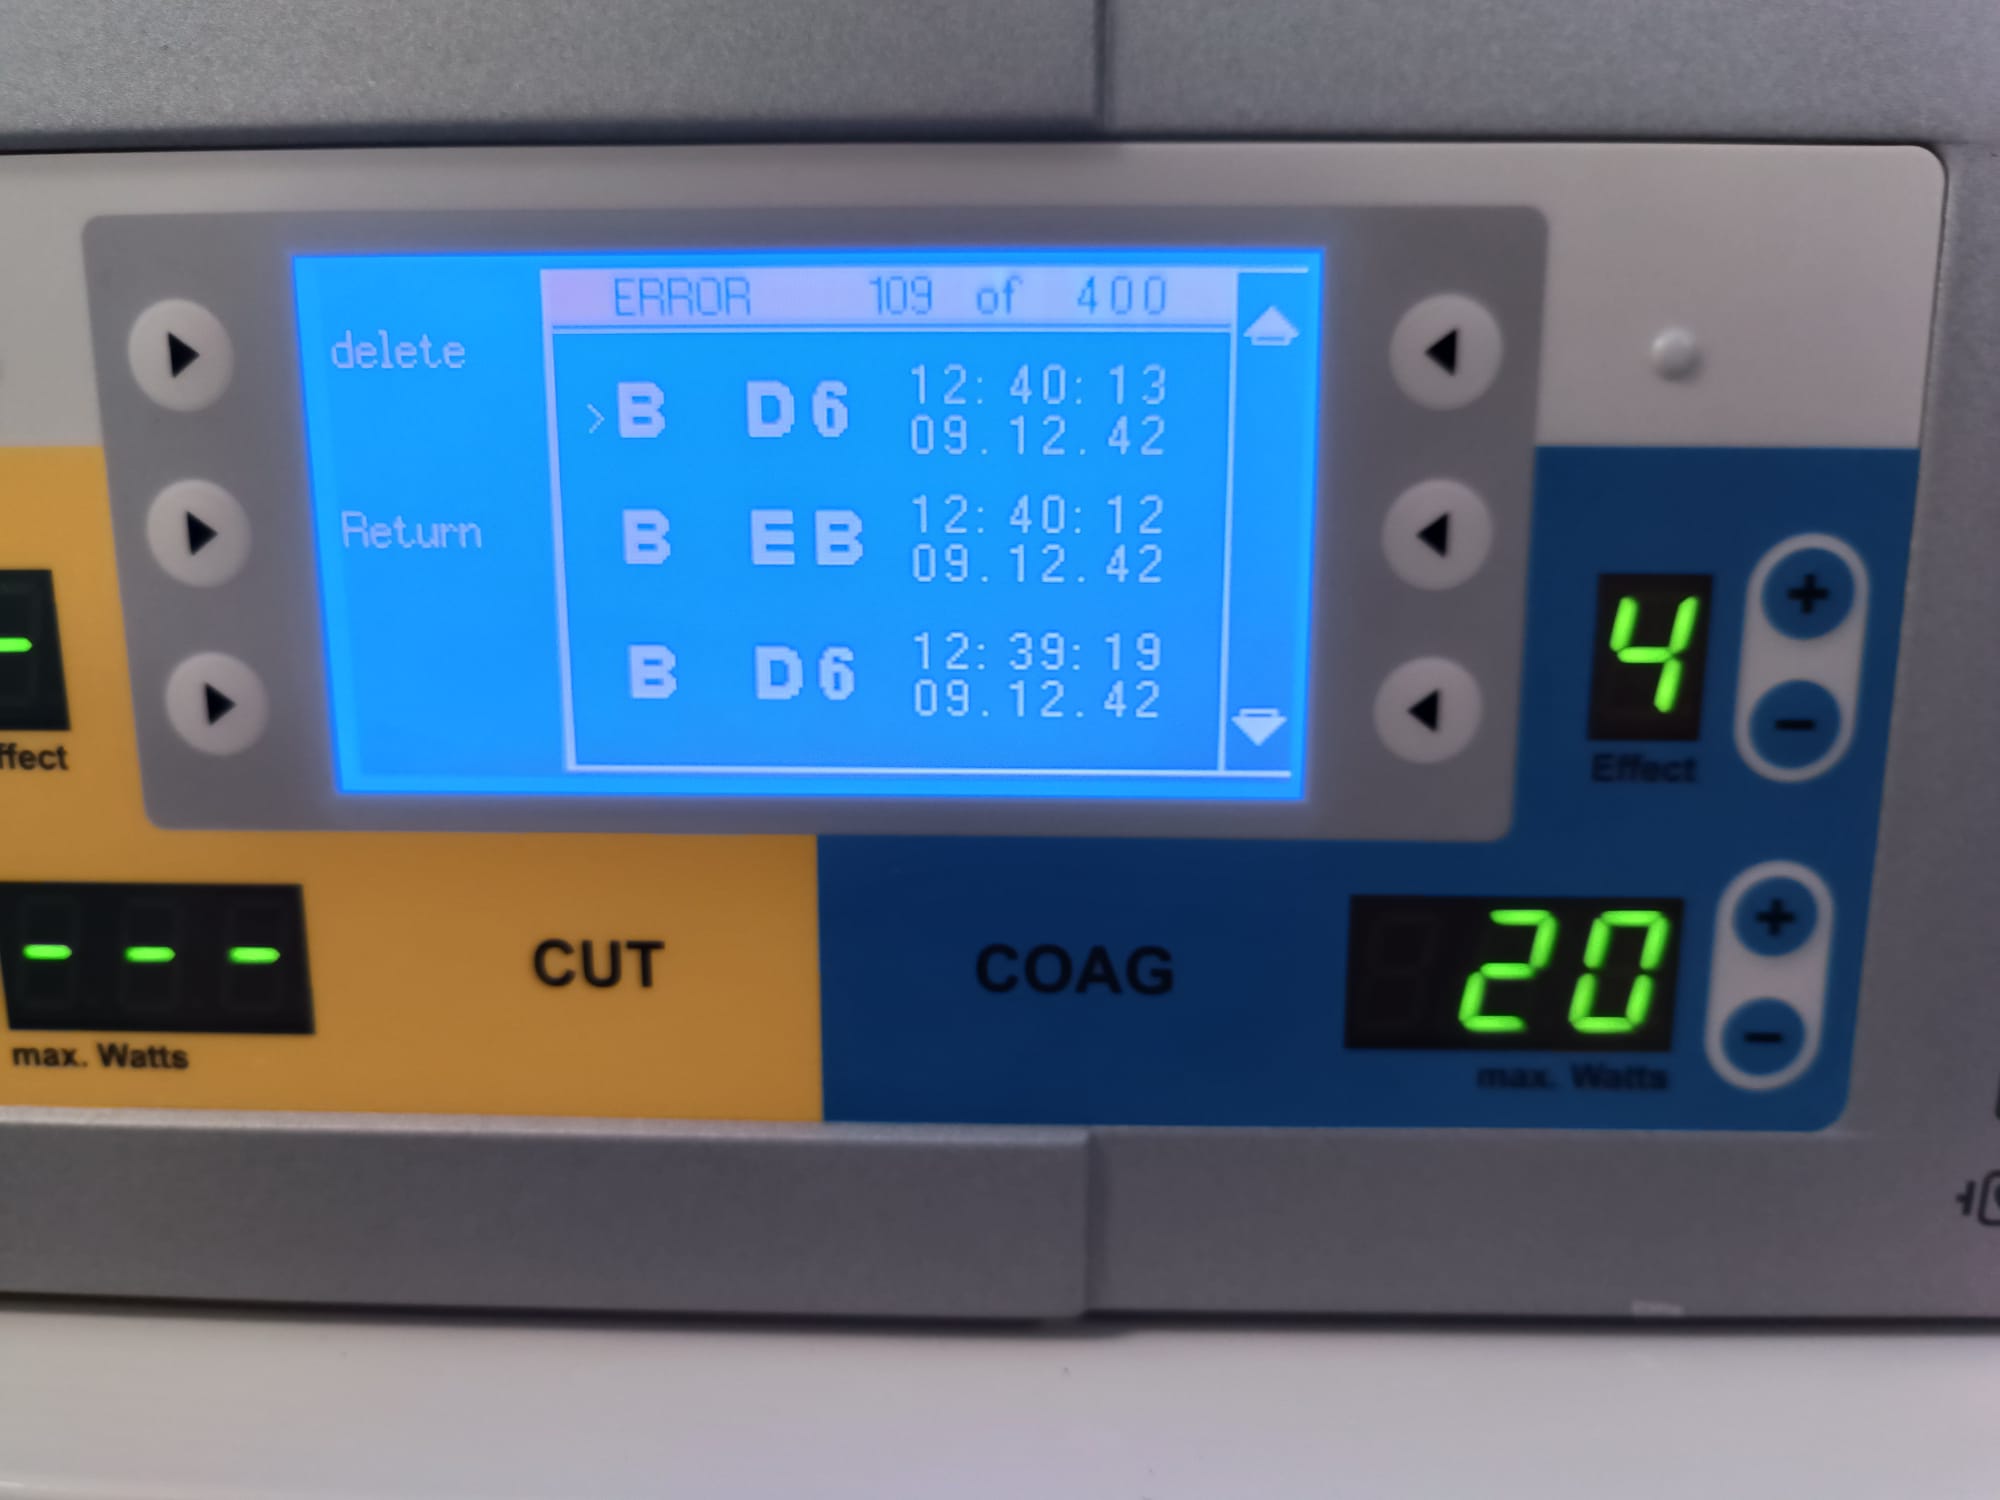 ERROR 109 of 400
delete
>B D6 12:40:13
09.12.42
Return
B EB 12:40:12
09.12.42
B D6 12:39:19
09.12.42
4
ffect
Effect
- - -
CUT
COAG
20
max. Watts
max. Watts